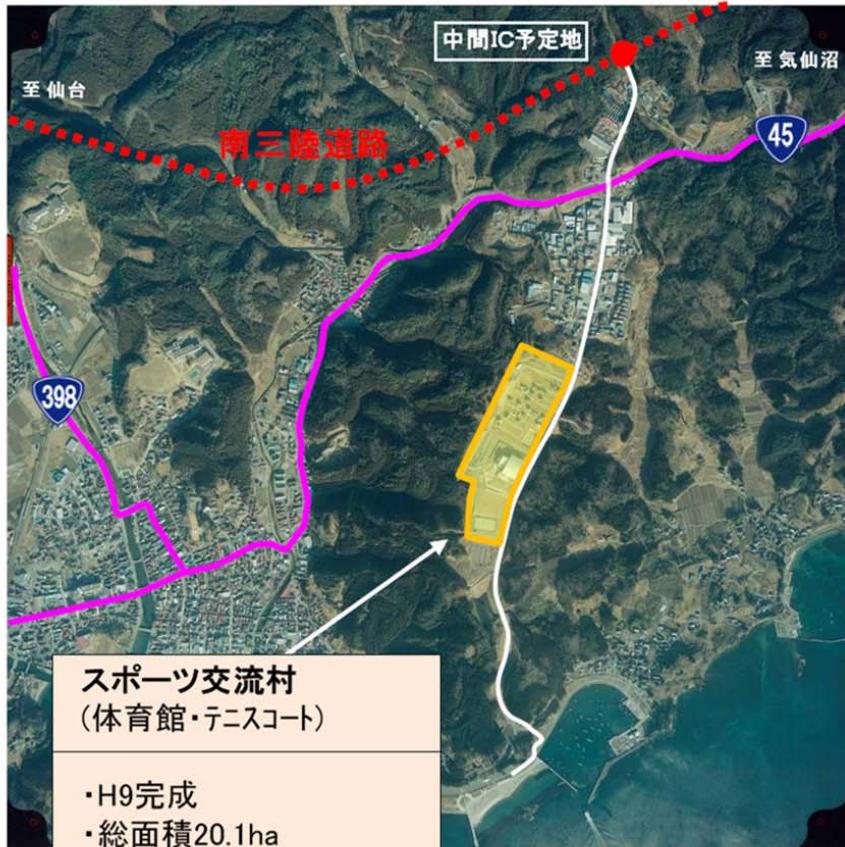 中間IC予定地
至 仙台
至 気仙沼
南三陸道路
45
398
スポーツ交流村
(体育館・テニスコート)
・H9完成
・総面積20.1ha